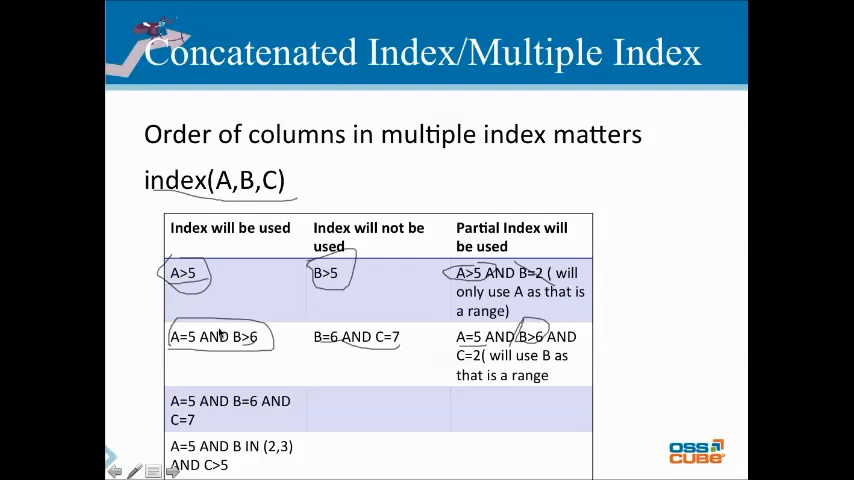 Concatenated Index/Multiple Index
Order of columns in multiple index matters
index(A,B,C)
Index will be used
Index will not be
used
Partial Index will
be used
A>5
B>5
A>5 AND B=2 ( will
only use A as that is
a range)
A=5 AND B>6
B=6 AND C=7
A=5 AND B>6 AND
C=2( will use B as
that is a range
A=5 AND B=6 AND
C=7
A=5 AND B IN (2,3)
AND C>5
OSS
CUBE